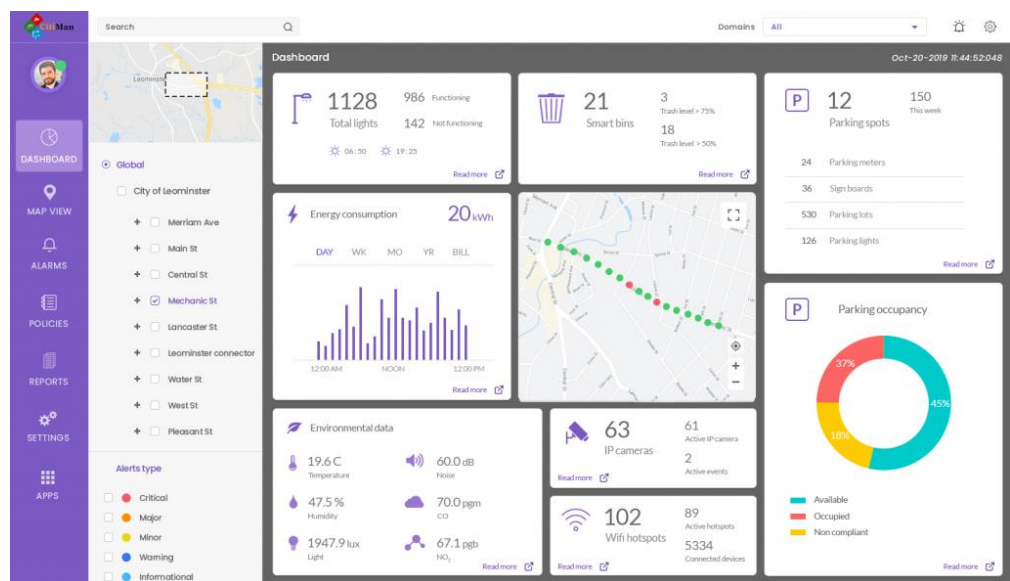 CitiMan
Search
Domains
All
DASHBOARD
MAP VIEW
ALARMS
POLICIES
REPORTS
SETTINGS
APPS
Leominster
Global
City of Leominster
Merriam Ave
Main St
Central St
Mechanic St
Lancaster St
Leominster connector
Water St
West St
Pleasant St
Alerts type
Critical
Major
Minor
Warning
Informational
Dashboard
Oct-20-2019 11:44:52:048
1128
Total lights
986 Functioning
142 Not functioning
06:50
19:25
Read more
21
Smart bins
3
Trash level > 75%
18
Trash level > 50%
Read more
P
12
Parking spots
150
This week
24 Parking meters
36 Sign boards
530 Parking lots
126 Parking lights
Read more
Energy consumption
20 kWh
DAY WK MO YR BILL
12:00 AM NOON 12:00 PM
Read more
+
−
P
Parking occupancy
37%
45%
18%
Available
Occupied
Non compliant
Read more
Environmental data
19.6 C
Temperature
60.0 dB
Noise
47.5 %
Humidity
70.0 pgm
CO
1947.9 lux
Light
67.1 pgb
NO₂
Read more
63
IP cameras
61
Active IP camera
2
Active events
Read more
102
Wifi hotspots
89
Active hotspots
5334
Connected devices
Read more